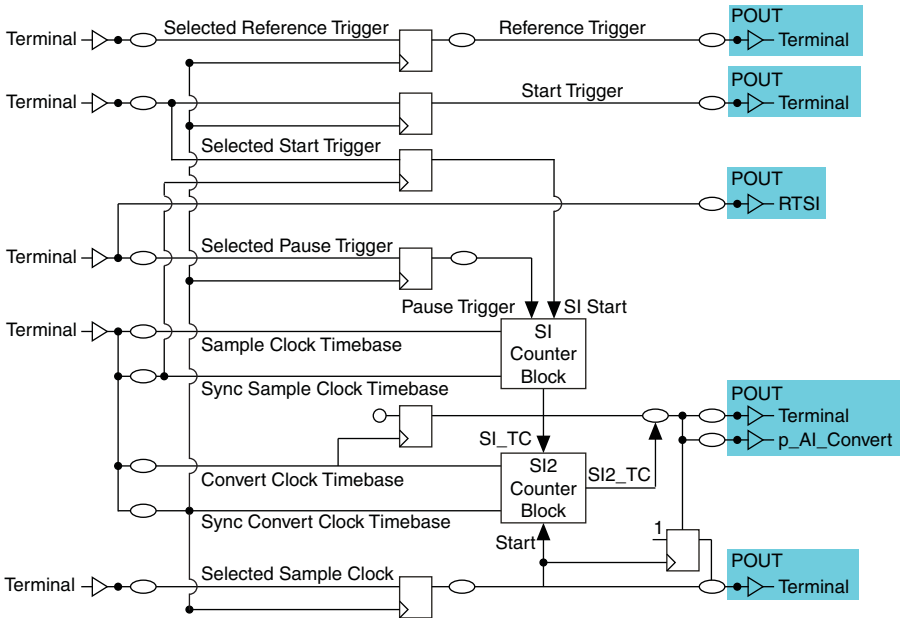 POUT
Terminal Selected Reference Trigger Reference Trigger Terminal
POUT
Terminal Start Trigger Terminal
Selected Start Trigger
POUT
RTSI
Terminal Selected Pause Trigger
Pause Trigger SI Start
Terminal
Sample Clock Timebase
SI
Counter
Block
Sync Sample Clock Timebase
POUT
Terminal
p_AI_Convert
SI_TC
Convert Clock Timebase
SI2
Counter
Block
SI2_TC
Sync Convert Clock Timebase
Start
1
POUT
Terminal Selected Sample Clock Terminal